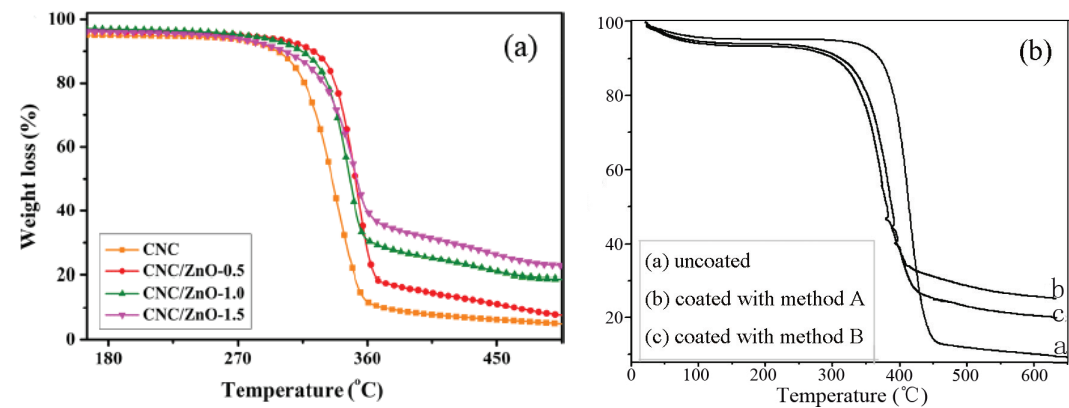 (a)
Weight loss (%)
100
80
60
40
20
0
CNC
CNC/ZnO-0.5
CNC/ZnO-1.0
CNC/ZnO-1.5
180
270
360
450
Temperature (°C)
(b)
100
80
60
40
20
(a) uncoated
(b) coated with method A
(c) coated with method B
b
c
a
0
100
200
300
400
500
600
Temperature (℃)